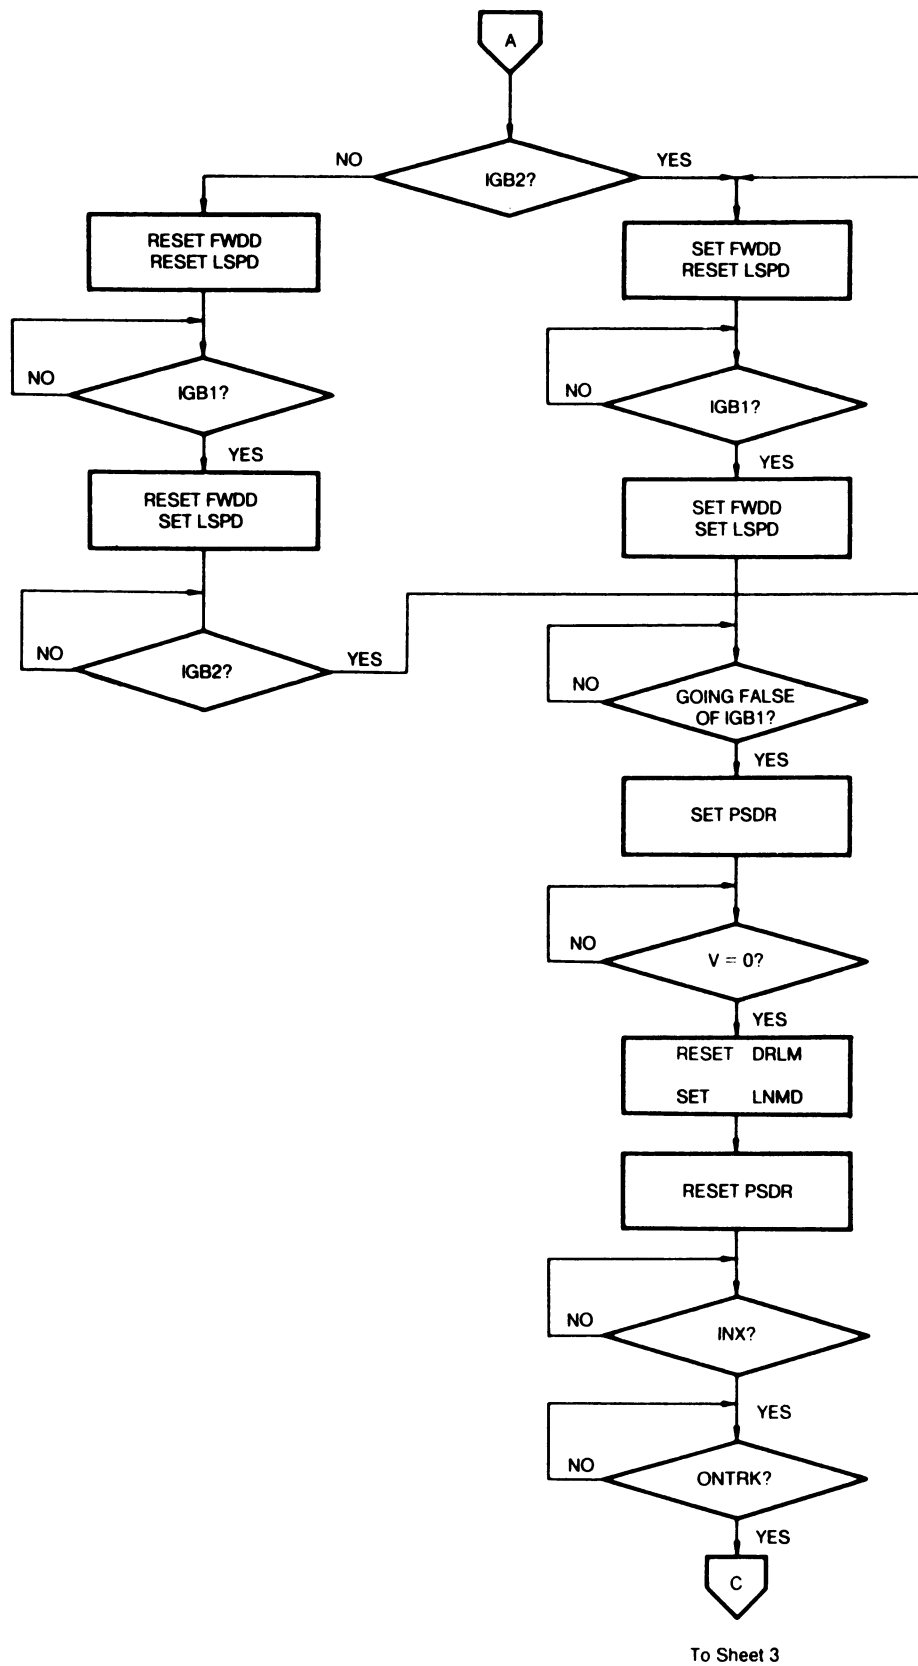 A
NO
YES
IGB2?
RESET FWDD
RESET LSPD
SET FWDD
RESET LSPD
NO
IGB1?
NO
IGB1?
YES
YES
RESET FWDD
SET LSPD
SET FWDD
SET LSPD
NO
IGB2?
YES
NO
GOING FALSE
OF IGB1?
YES
SET PSDR
NO
V = 0?
YES
RESET DRLM
SET LNMD
RESET PSDR
NO
INX?
YES
NO
ONTRK?
YES
C
To Sheet 3